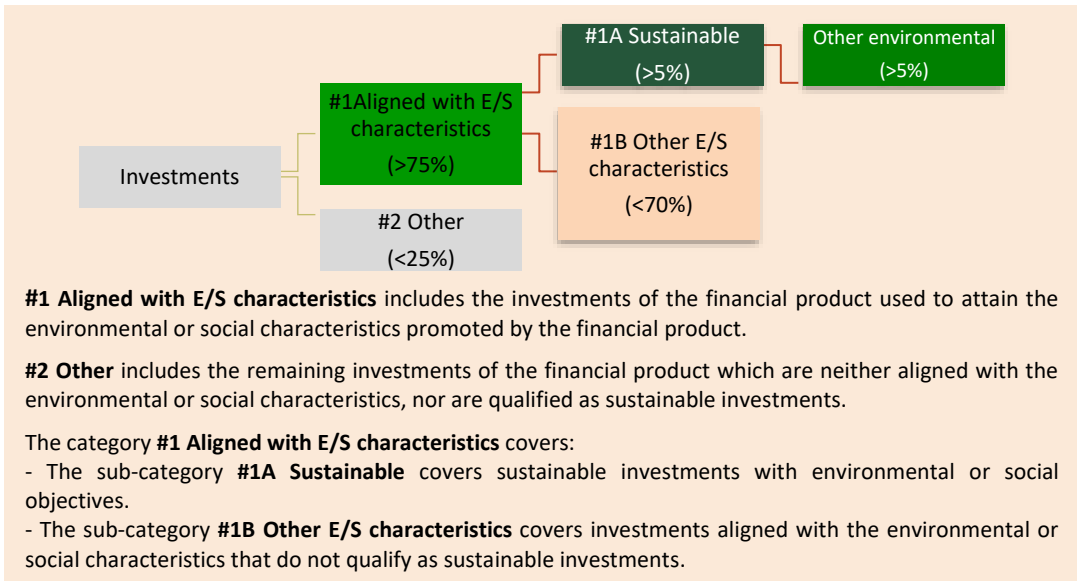 #1A Sustainable
(>5%)
Other environmental
(>5%)
#1Aligned with E/S
characteristics
(>75%)
#1B Other E/S
characteristics
(<70%)
Investments
#2 Other
(<25%)
#1 Aligned with E/S characteristics includes the investments of the financial product used to attain the
environmental or social characteristics promoted by the financial product.
#2 Other includes the remaining investments of the financial product which are neither aligned with the
environmental or social characteristics, nor are qualified as sustainable investments.
The category #1 Aligned with E/S characteristics covers:
- The sub-category #1A Sustainable covers sustainable investments with environmental or social
objectives.
- The sub-category #1B Other E/S characteristics covers investments aligned with the environmental or
social characteristics that do not qualify as sustainable investments.